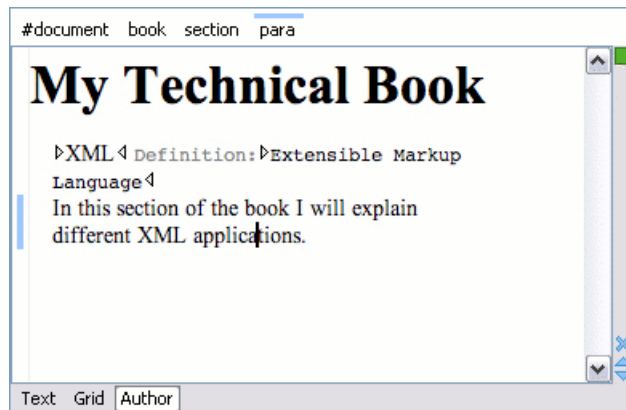 #document book section para
My Technical Book
XML Definition: Extensible Markup
Language
In this section of the book I will explain
different XML applications.
Text Grid Author